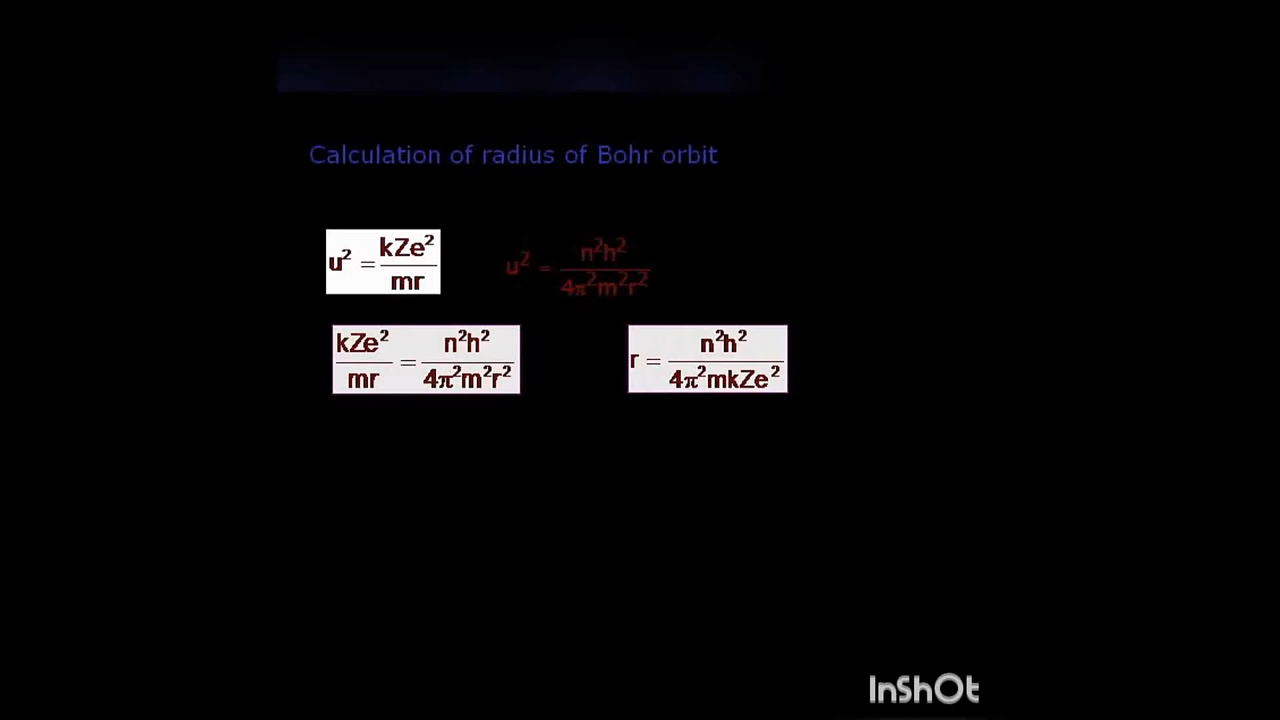 Calculation of radius of Bohr orbit
u² = kZe²/mr    u² = n²h²/4π²m²r²
kZe²/mr = n²h²/4π²m²r²    r = n²h²/4π²mkZe²
InShOt